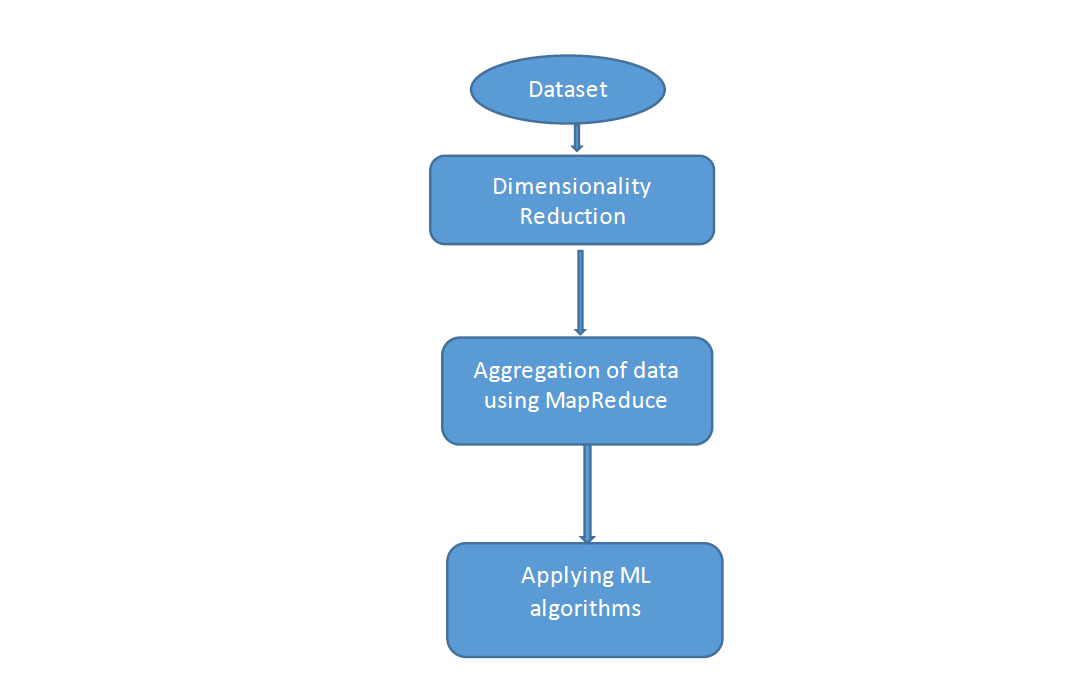 Dataset
Dimensionality
Reduction
Aggregation of data
using MapReduce
Applying ML
algorithms